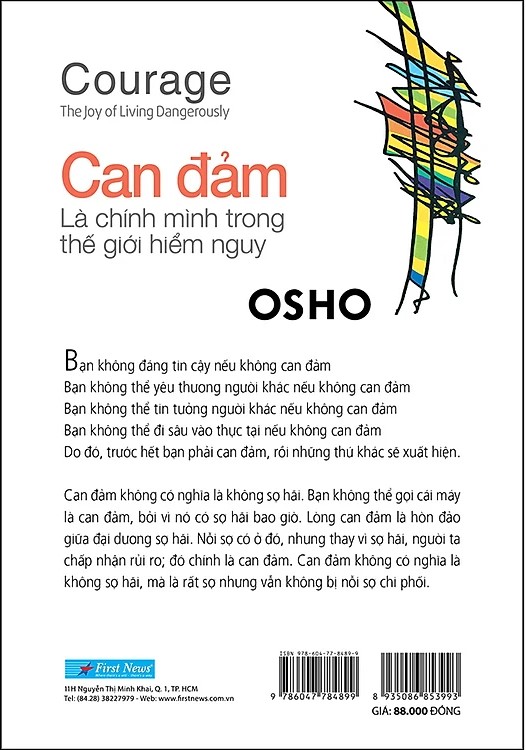 Courage
The Joy of Living Dangerously
Can đảm
Là chính mình trong
thế giới hiểm nguy
OSHO
Bạn không đáng tin cậy nếu không can đảm
Bạn không thể yêu thương người khác nếu không can đảm
Bạn không thể tin tưởng người khác nếu không can đảm
Bạn không thể đi sâu vào thực tại nếu không can đảm
Do đó, trước hết bạn phải can đảm, rồi những thứ khác sẽ xuất hiện.
Can đảm không có nghĩa là không sợ hãi. Bạn không thể gọi cái máy
là can đảm, bởi vì nó có sợ hãi bao giờ. Lòng can đảm là hòn đảo
giữa đại dương sợ hãi. Nỗi sợ có ở đó, nhưng thay vì sợ hãi, người ta
chấp nhận rủi ro; đó chính là can đảm. Can đảm không có nghĩa là
không sợ hãi, mà là rất sợ nhưng vẫn không bị nỗi sợ chi phối.
First News
11H Nguyễn Thị Minh Khai, Q. 1, TP. HCM
Tel: (84.28) 38227979 - Web: www.firstnews.com.vn
ISBN 978-604-77-8489-9
9 786047 784899
8 935086 853993
GIÁ: 88.000 ĐỒNG